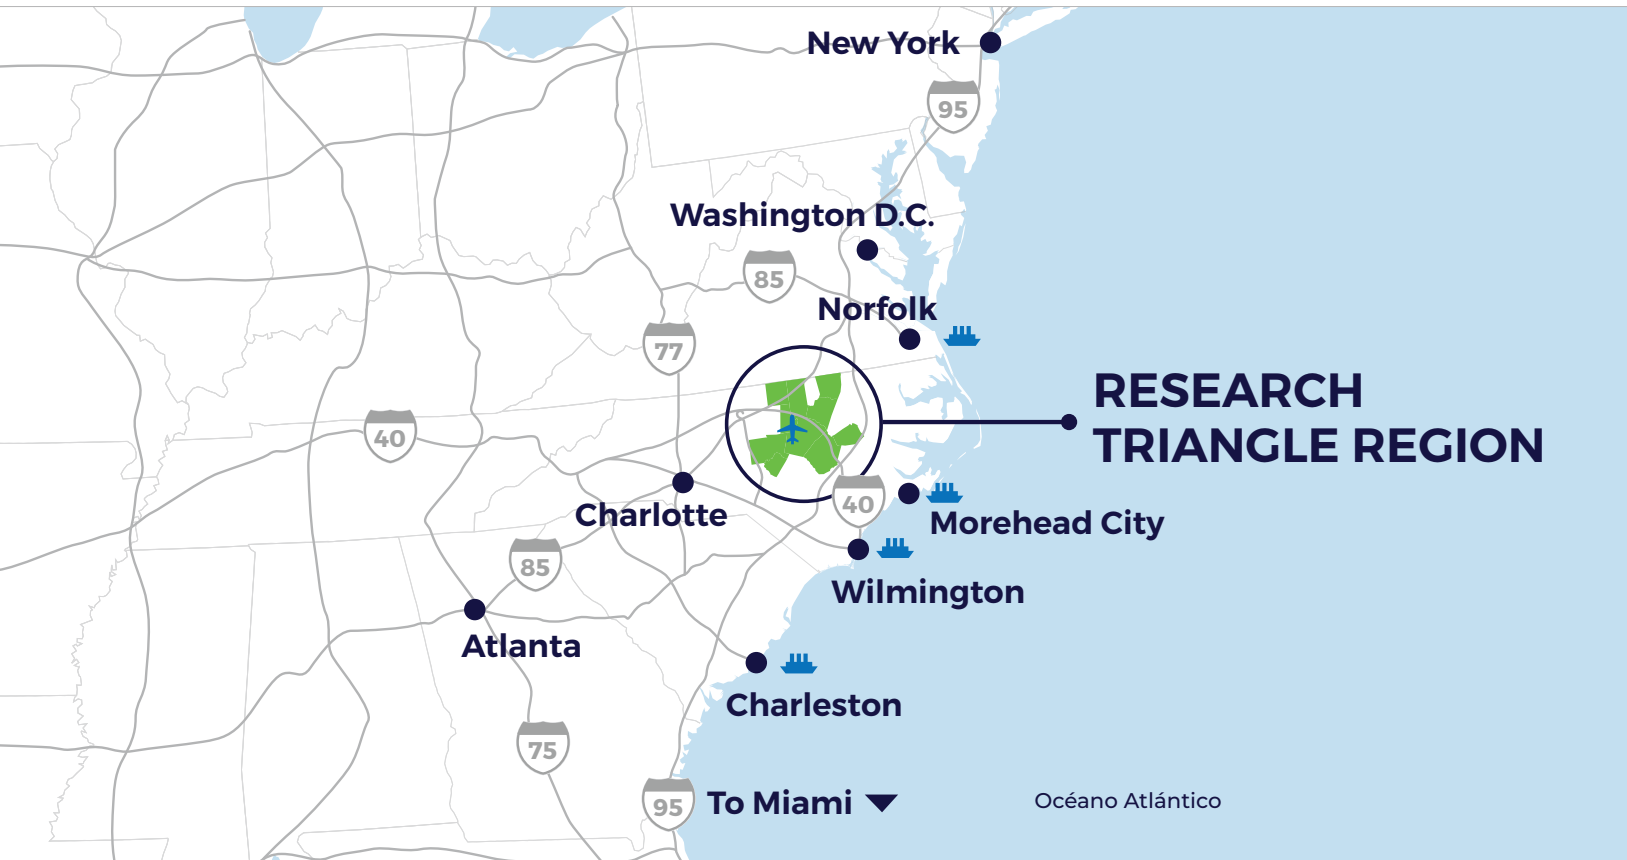 New York
95
Washington D.C.
85
Norfolk
77
RESEARCH
TRIANGLE REGION
40
Charlotte
40
Morehead City
85
Wilmington
Atlanta
Charleston
75
95
To Miami
Océano Atlántico